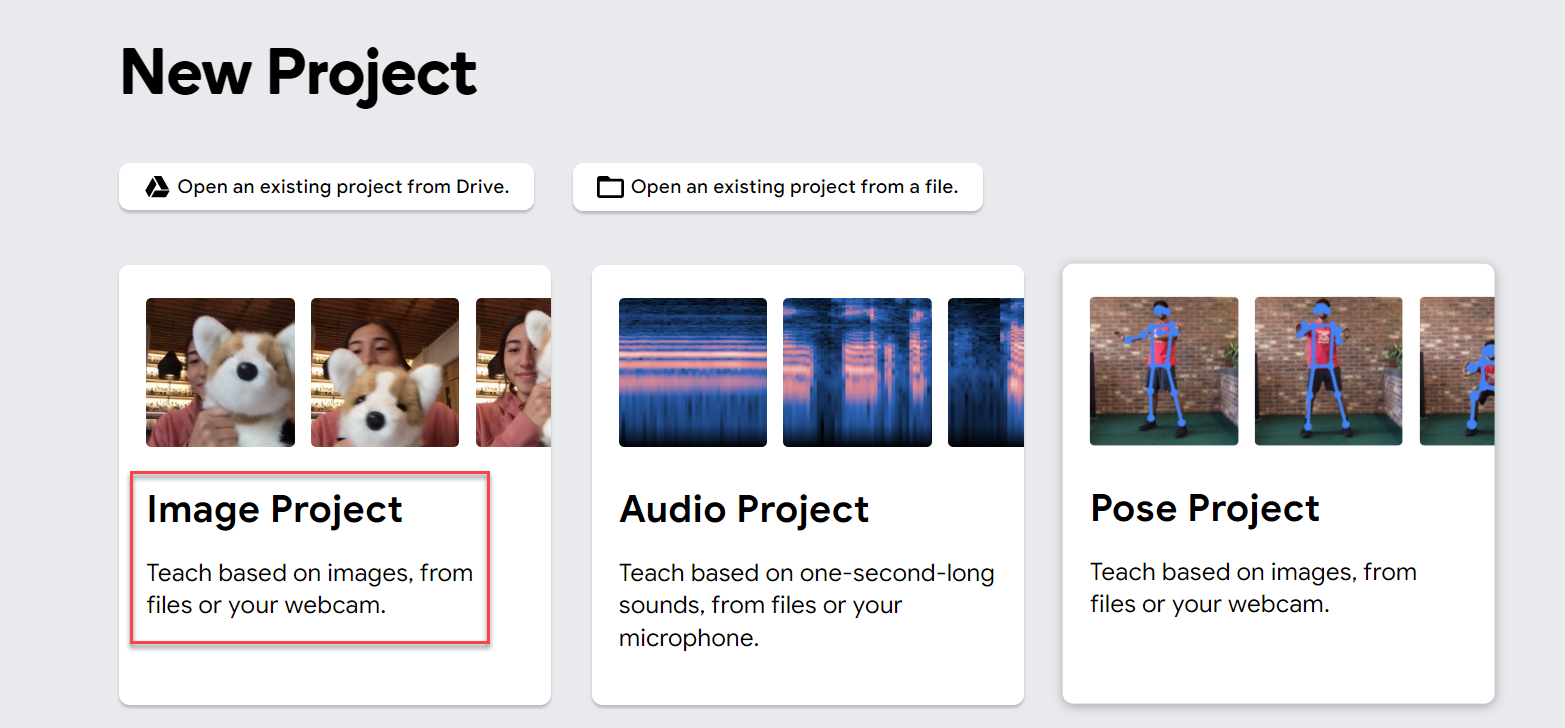 New Project
Open an existing project from Drive.
Open an existing project from a file.
Image Project
Teach based on images, from
files or your webcam.
Audio Project
Teach based on one-second-long
sounds, from files or your
microphone.
Pose Project
Teach based on images, from
files or your webcam.